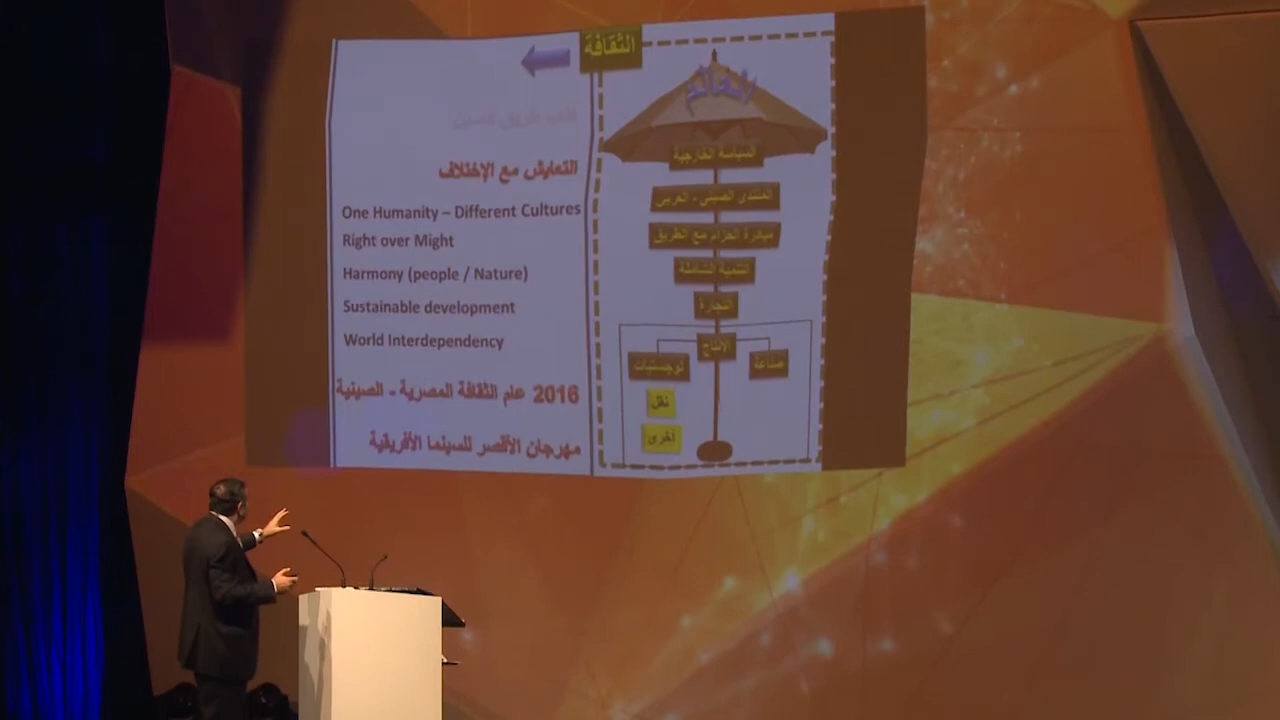 الثقافة
العالم
السياسة الخارجية
المنتدى الصينى - العربى
مبادرة الحزام مع الطريق
التنمية الشاملة
التجارة
الإنتاج
لوجستيات
صناعة
نقل
أخرى
التعايش مع الإختلاف
One Humanity – Different Cultures
Right over Might
Harmony (people / Nature)
Sustainable development
World Interdependency
2016 عام الثقافة المصرية - الصينية
مهرجان الأقصر للسينما الأفريقية